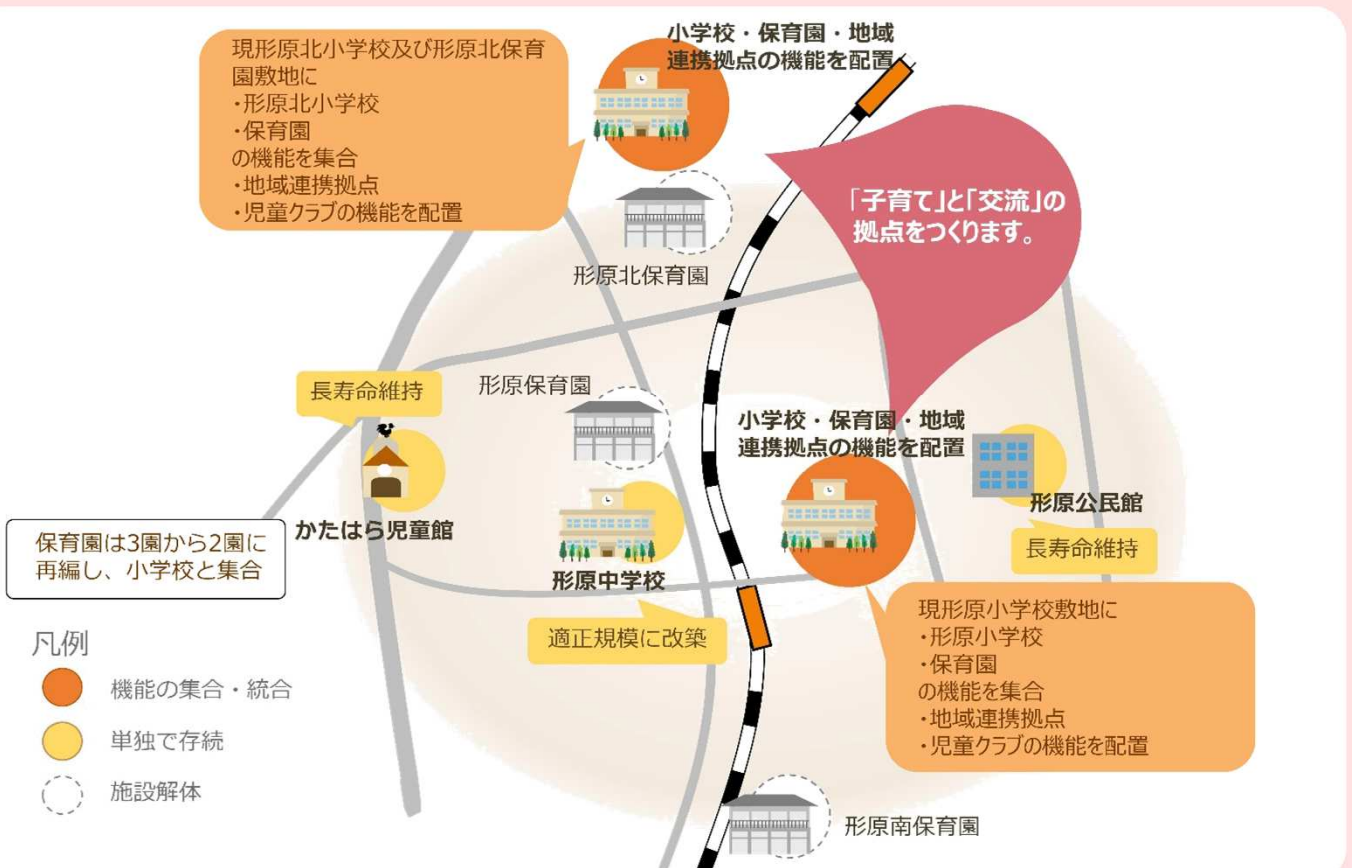 小学校・保育園・地域
連携拠点の機能を配置
現形原北小学校及び形原北保育
園敷地に
・形原北小学校
・保育園
の機能を集合
・地域連携拠点
・児童クラブの機能を配置
「子育て」と「交流」の
拠点をつくります。
形原北保育園
長寿命維持
形原保育園
小学校・保育園・地域
連携拠点の機能を配置
かたはら児童館
形原公民館
長寿命維持
保育園は3園から2園に
再編し、小学校と集合
形原中学校
適正規模に改築
現形原小学校敷地に
・形原小学校
・保育園
の機能を集合
・地域連携拠点
・児童クラブの機能を配置
凡例
機能の集合・統合
単独で存続
施設解体
形原南保育園